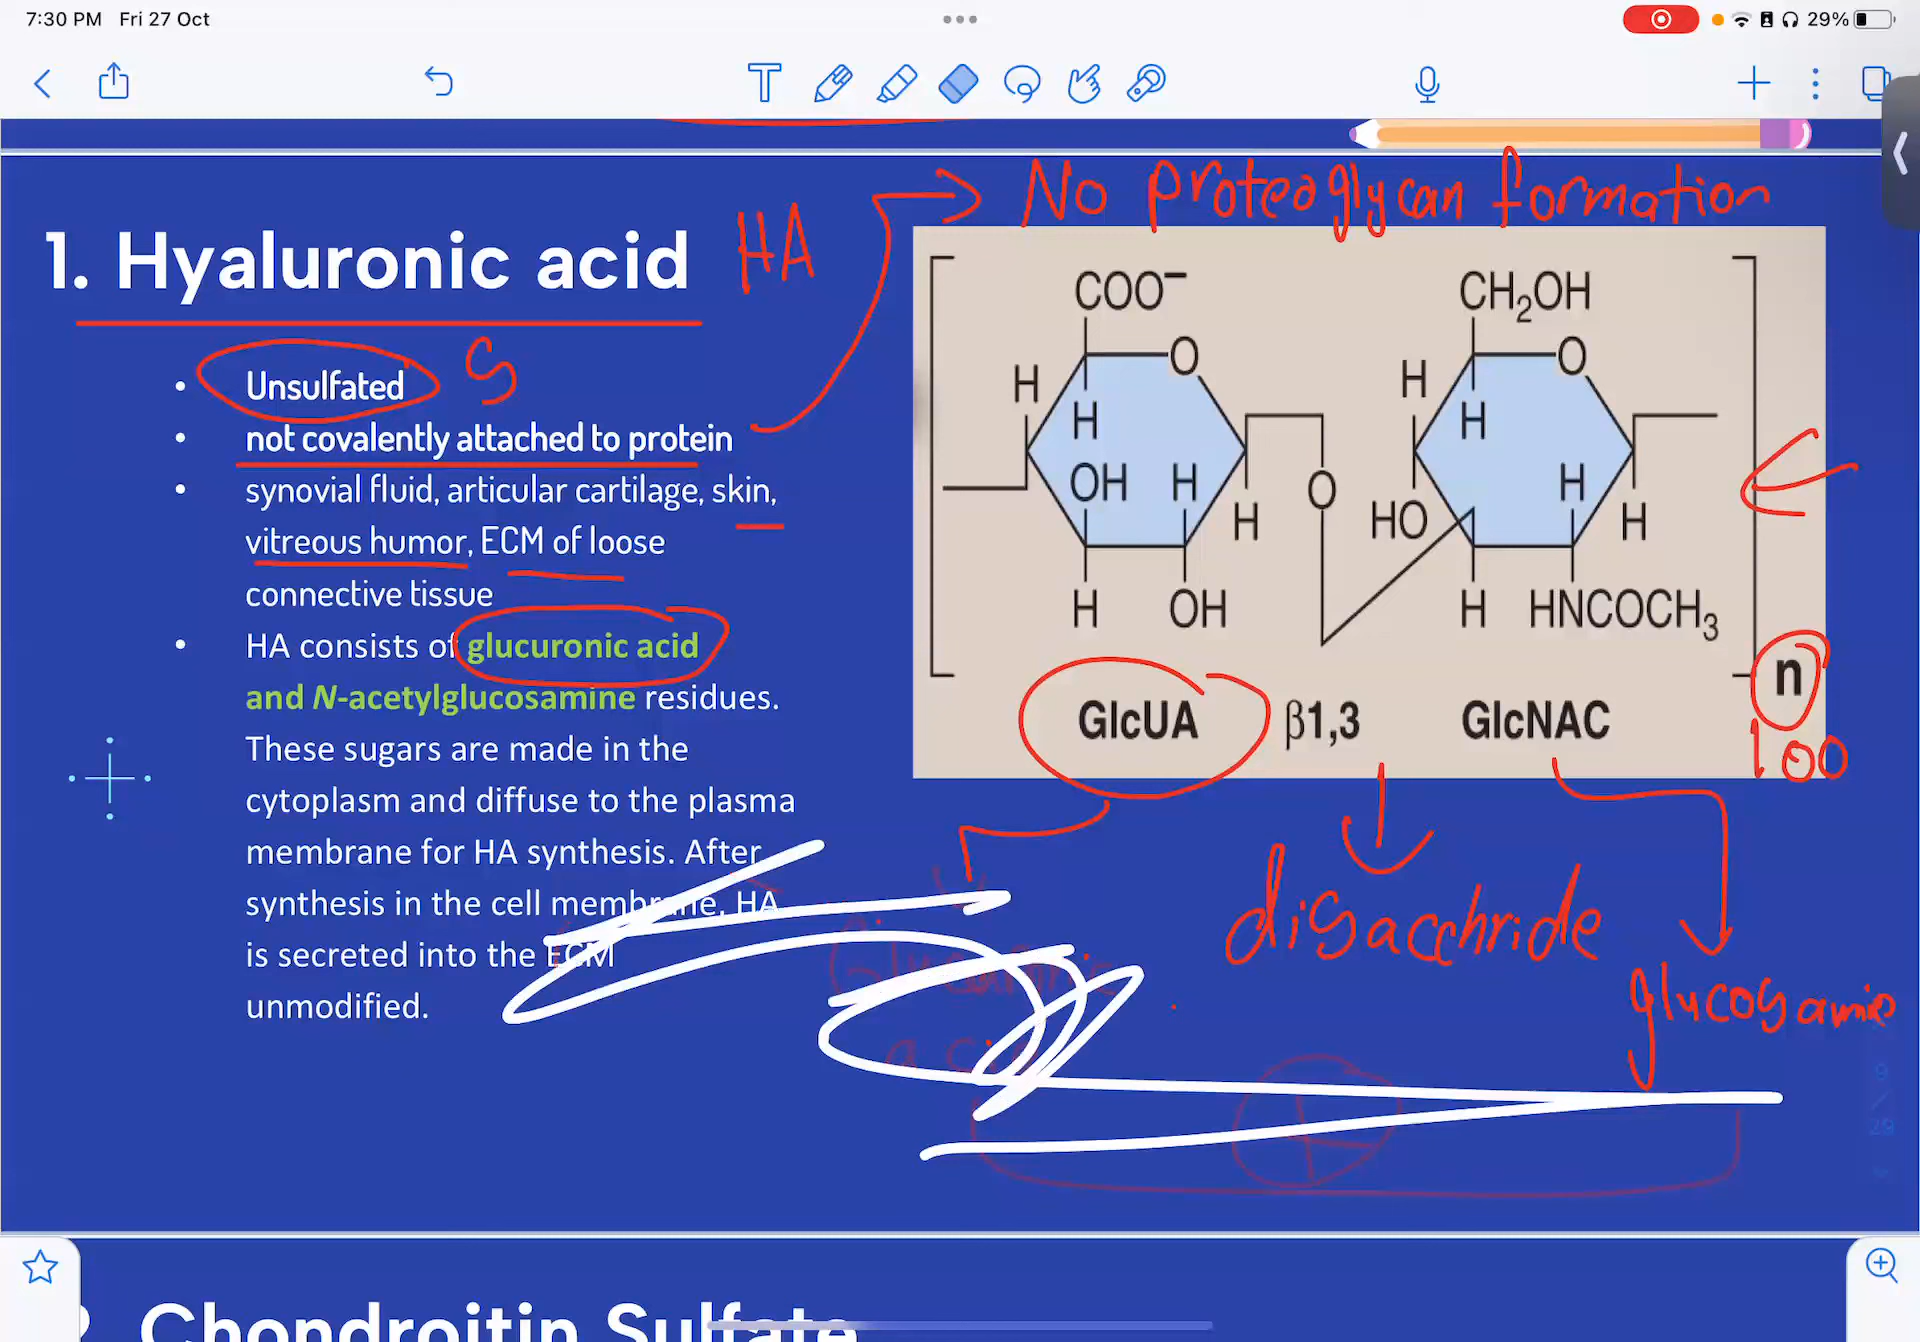 7:30 PM Fri 27 Oct
29%
No proteoglycan formation
1. Hyaluronic acid HA
• Unsulfated S
• not covalently attached to protein
• synovial fluid, articular cartilage, skin,
vitreous humor, ECM of loose
connective tissue
• HA consists of glucuronic acid
and N-acetylglucosamine residues.
These sugars are made in the
cytoplasm and diffuse to the plasma
membrane for HA synthesis. After
synthesis in the cell membrane, HA
is secreted into the ECM
unmodified.
COO⁻ CH₂OH
H O H O
H H
OH H H
H O HO H
H OH H HNCOCH₃
n
GlcUA β1,3 GlcNAC
100
disacchride
glucosamine
Chondroitin Sulfate